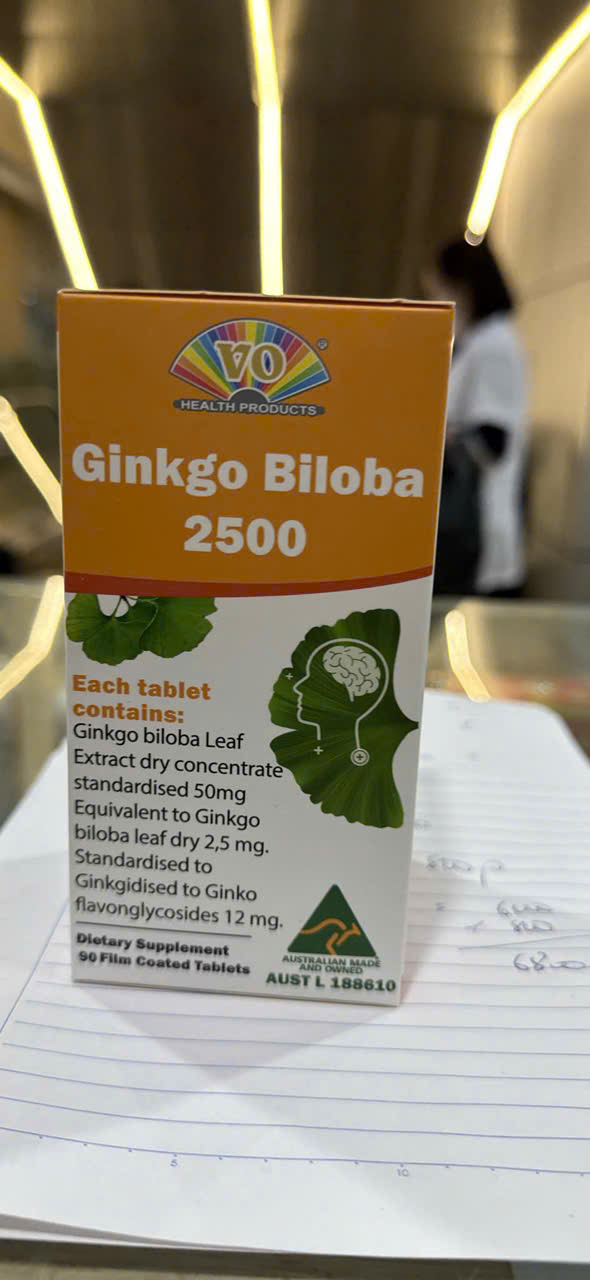 VO
®
HEALTH PRODUCTS
Ginkgo Biloba
2500
Each tablet
contains:
Ginkgo biloba Leaf
Extract dry concentrate
standardised 50mg
Equivalent to Ginkgo
biloba leaf dry 2,5 mg.
Standardised to
Ginkgidised to Ginko
flavonglycosides 12 mg.
Dietary Supplement
90 Film Coated Tablets
AUSTRALIAN MADE
AND OWNED
AUST L 188610
5
10